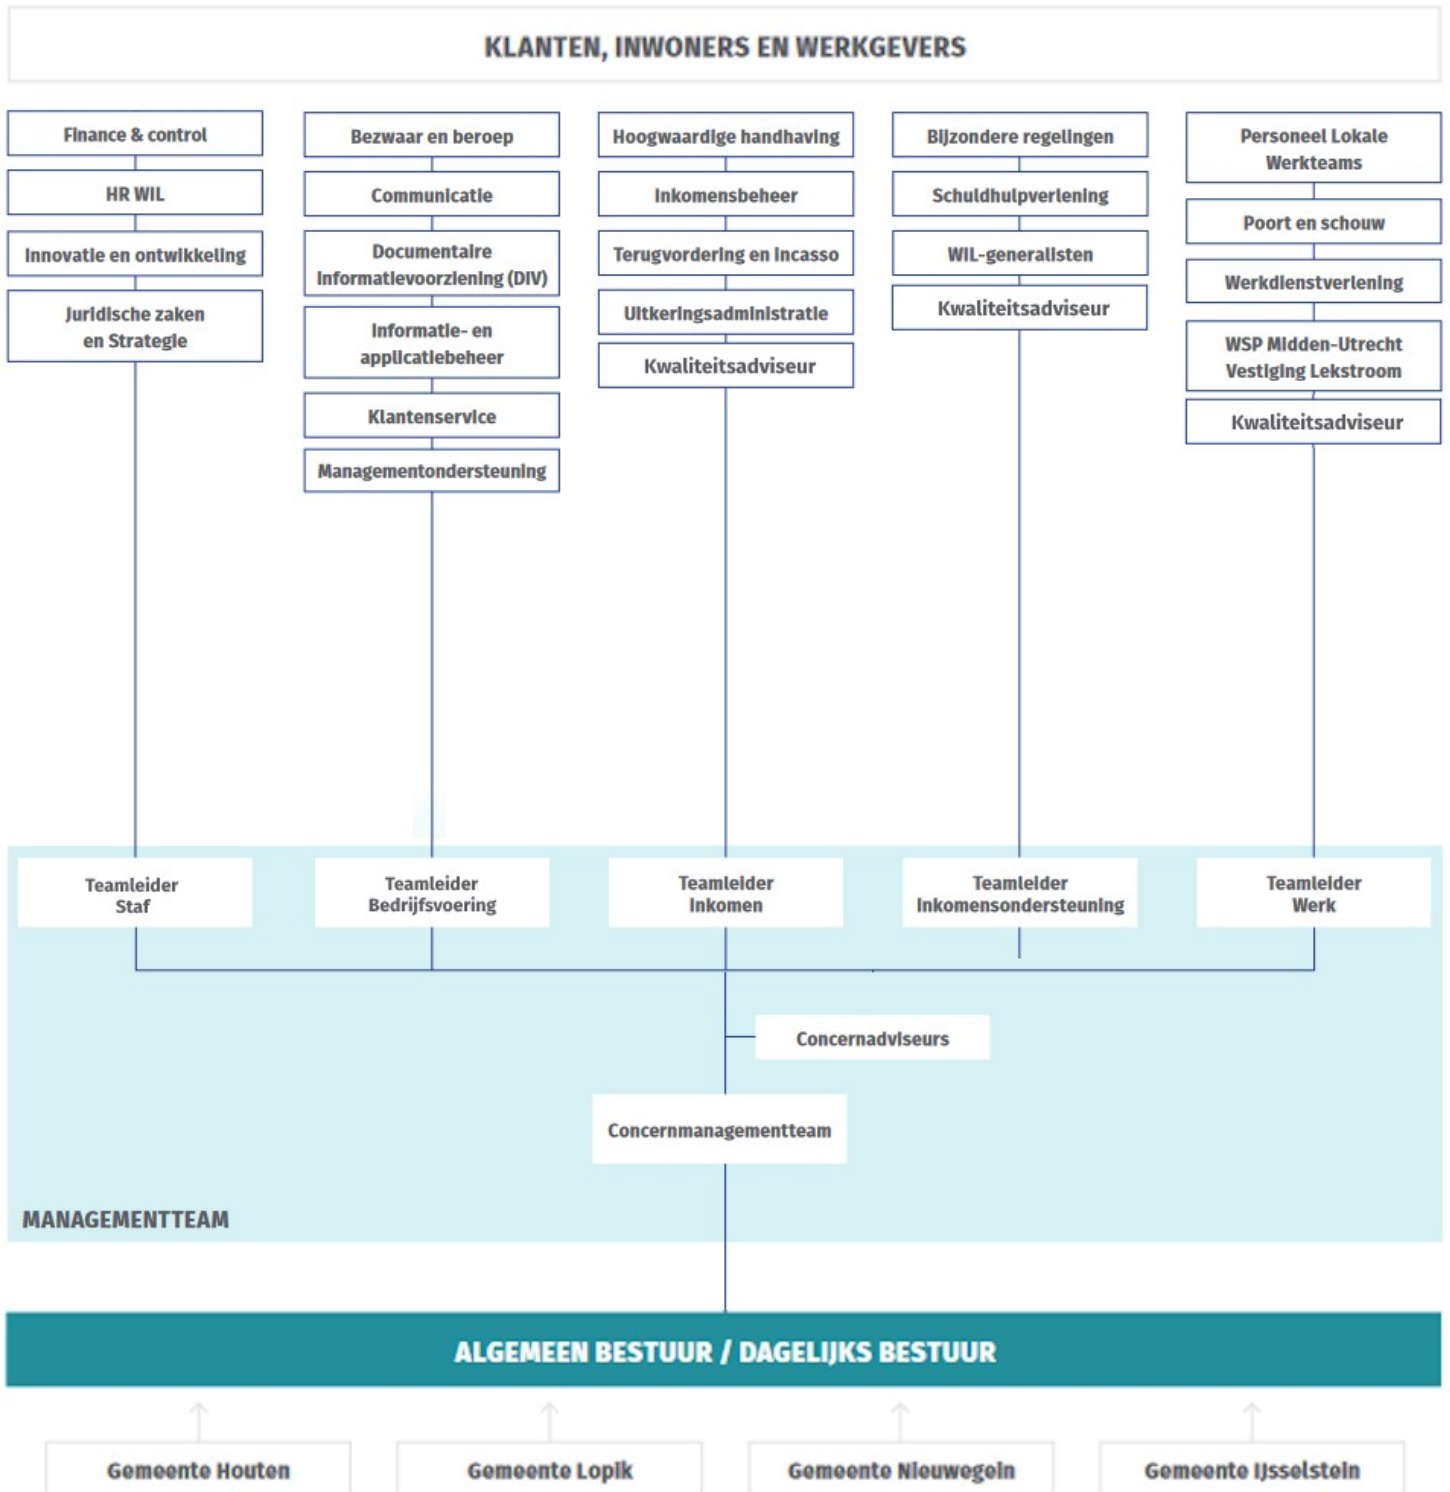 KLANTEN, INWONERS EN WERKGEVERS
Finance & control
HR WIL
Innovatie en ontwikkeling
Juridische zaken
en Strategie
Bezwaar en beroep
Communicatie
Documentaire
Informatievoorziening (DIV)
Informatie- en
applicatiebeheer
Klantenservice
Managementondersteuning
Hoogwaardige handhaving
Inkomensbeheer
Terugvordering en Incasso
Uitkeringsadministratie
Kwaliteitsadviseur
Bijzondere regelingen
Schuldhulpverlening
WIL-generalisten
Kwaliteitsadviseur
Personeel Lokale
Werkteams
Poort en schouw
Werkdienstverlening
WSP Midden-Utrecht
Vestiging Lekstroom
Kwaliteitsadviseur
Teamleider
Staf
Teamleider
Bedrijfsvoering
Teamleider
Inkomen
Teamleider
Inkomensondersteuning
Teamleider
Werk
Concernadviseurs
Concernmanagementteam
MANAGEMENTTEAM
ALGEMEEN BESTUUR / DAGELIJKS BESTUUR
Gemeente Houten
Gemeente Lopik
Gemeente Nieuwegein
Gemeente IJsselstein